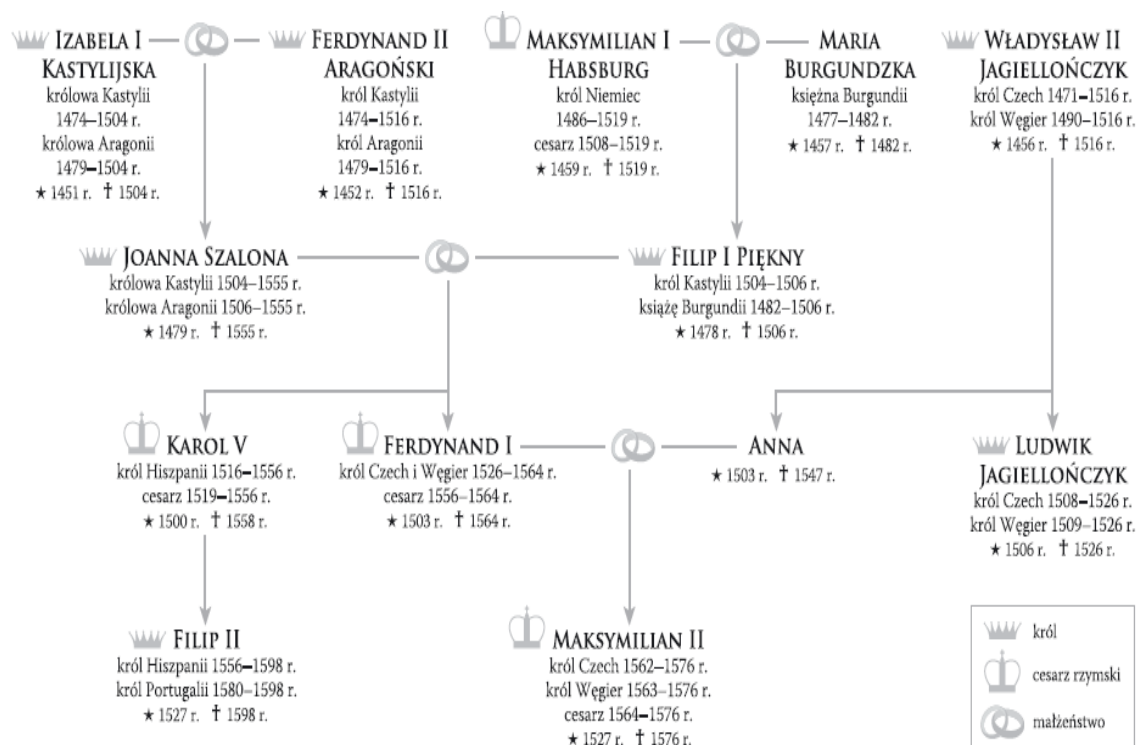 IZABELA I
KASTYLIJSKA
królowa Kastylii
1474–1504 r.
królowa Aragonii
1479–1504 r.
★ 1451 r. † 1504 r.
FERDYNAND II
ARAGOŃSKI
król Kastylii
1474–1516 r.
król Aragonii
1479–1516 r.
★ 1452 r. † 1516 r.
MAKSYMILIAN I
HABSBURG
król Niemiec
1486–1519 r.
cesarz 1508–1519 r.
★ 1459 r. † 1519 r.
MARIA
BURGUNDZKA
księżna Burgundii
1477–1482 r.
★ 1457 r. † 1482 r.
WŁADYSŁAW II
JAGIELLOŃCZYK
król Czech 1471–1516 r.
król Węgier 1490–1516 r.
★ 1456 r. † 1516 r.
JOANNA SZALONA
królowa Kastylii 1504–1555 r.
królowa Aragonii 1506–1555 r.
★ 1479 r. † 1555 r.
FILIP I PIĘKNY
król Kastylii 1504–1506 r.
książę Burgundii 1482–1506 r.
★ 1478 r. † 1506 r.
KAROL V
król Hiszpanii 1516–1556 r.
cesarz 1519–1556 r.
★ 1500 r. † 1558 r.
FERDYNAND I
król Czech i Węgier 1526–1564 r.
cesarz 1556–1564 r.
★ 1503 r. † 1564 r.
ANNA
★ 1503 r. † 1547 r.
LUDWIK
JAGIELLOŃCZYK
król Czech 1508–1526 r.
król Węgier 1509–1526 r.
★ 1506 r. † 1526 r.
FILIP II
król Hiszpanii 1556–1598 r.
król Portugalii 1580–1598 r.
★ 1527 r. † 1598 r.
MAKSYMILIAN II
król Czech 1562–1576 r.
król Węgier 1563–1576 r.
cesarz 1564–1576 r.
★ 1527 r. † 1576 r.
król
cesarz rzymski
małżeństwo